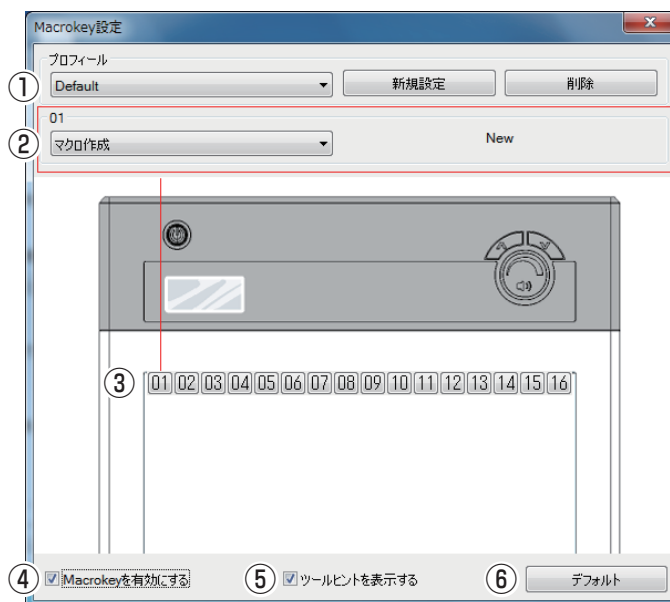 Macrokey設定
プロフィール
① Default 新規設定 削除
01
② マクロ作成 New
③ 01 02 03 04 05 06 07 08 09 10 11 12 13 14 15 16
④ Macrokeyを有効にする ⑤ ツールヒントを表示する ⑥ デフォルト